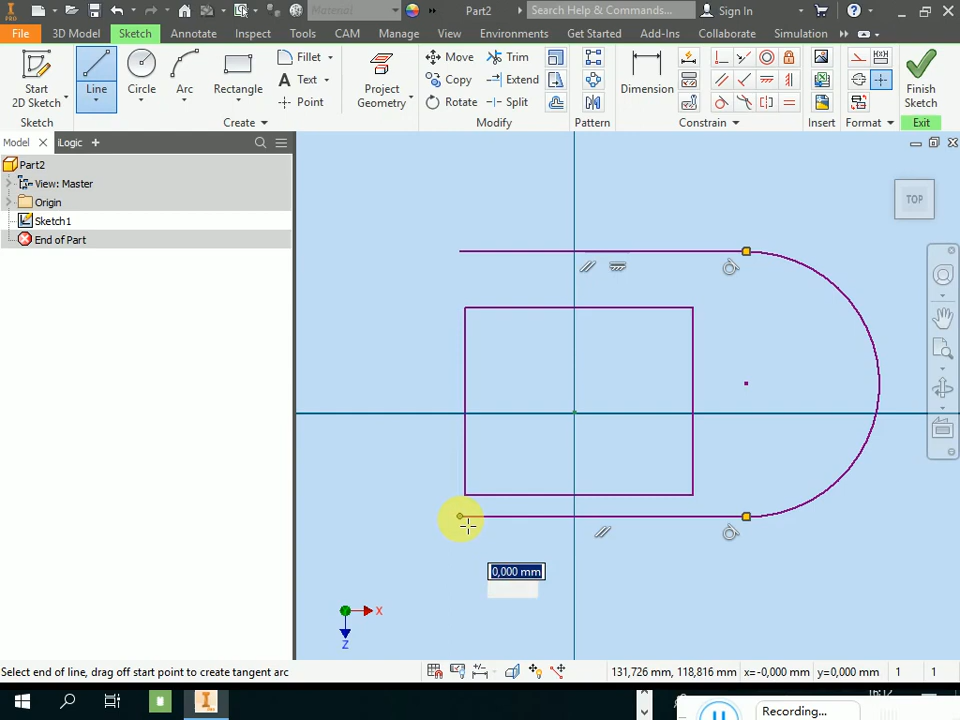 PRO Material Part2 Search Help & Commands... Sign In
File 3D Model Sketch Annotate Inspect Tools CAM Manage View Environments Get Started Add-Ins Collaborate Simulation
Start 2D Sketch
Line
Circle
Arc
Rectangle
Fillet
Text
Point
Project Geometry
Move
Copy
Rotate
Trim
Extend
Split
Dimension
Finish Sketch
Sketch Create Modify Pattern Constrain Insert Format Exit
Model iLogic
Part2
View: Master
Origin
Sketch1
End of Part
TOP
0,000 mm
X
Z
Select end of line, drag off start point to create tangent arc 131,726 mm, 118,816 mm x=-0,000 mm y=0,000 mm 1 1
Recording...